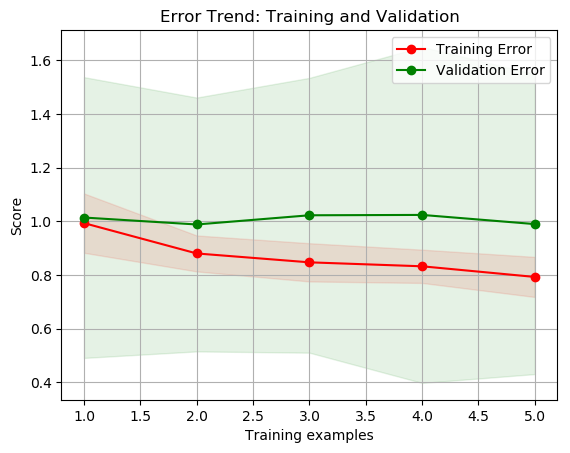 Error Trend: Training and Validation
Training Error
Validation Error
1.6
1.4
1.2
1.0
0.8
0.6
0.4
Score
1.0 1.5 2.0 2.5 3.0 3.5 4.0 4.5 5.0
Training examples